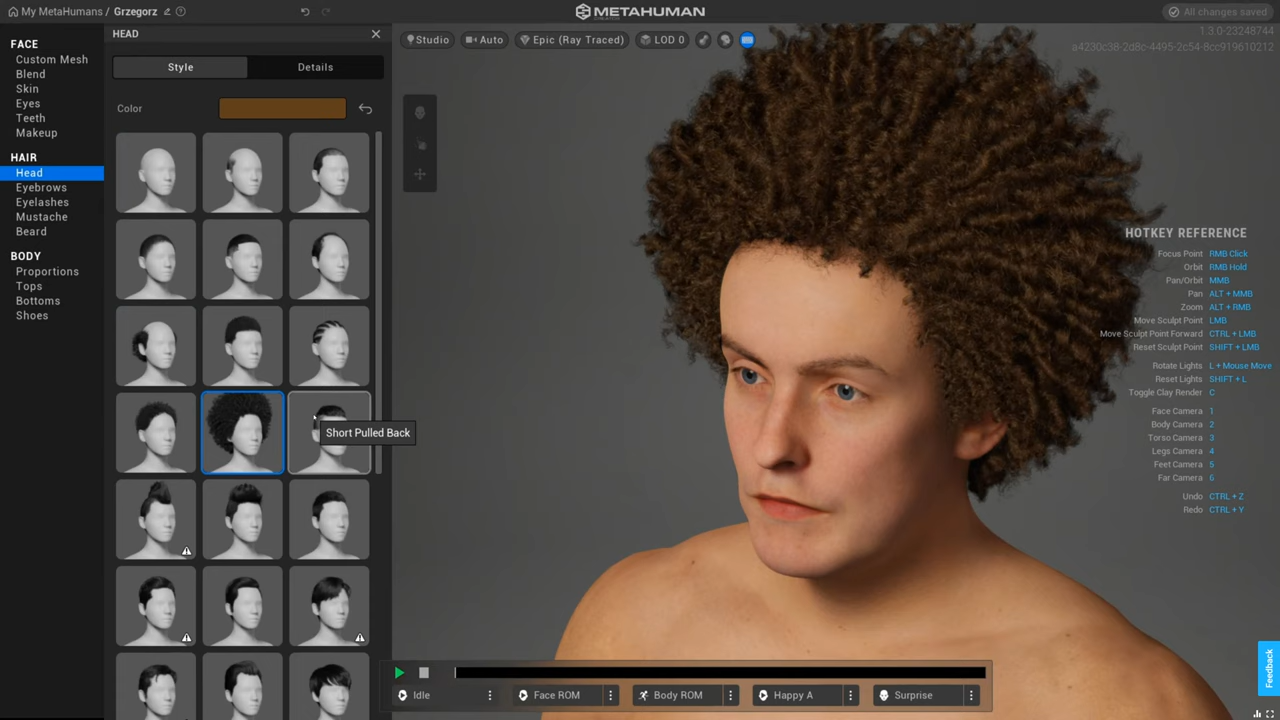 My MetaHumans / Grzegorz
METAHUMAN
All changes saved
FACE
Custom Mesh
Blend
Skin
Eyes
Teeth
Makeup
HAIR
Head
Eyebrows
Eyelashes
Mustache
Beard
BODY
Proportions
Tops
Bottoms
Shoes
HEAD
Style
Details
Color
Short Pulled Back
Studio
Auto
Epic (Ray Traced)
LOD 0
1.3.0-23248744
a4230c38-2d8c-4495-2c54-8cc919610212
HOTKEY REFERENCE
Focus Point RMB Click
Orbit RMB Hold
Pan/Orbit MMB
Pan ALT + MMB
Zoom ALT + RMB
Move Sculpt Point LMB
Move Sculpt Point Forward CTRL + LMB
Reset Sculpt Point SHIFT + LMB
Rotate Lights L + Mouse Move
Reset Lights SHIFT + L
Toggle Clay Render C
Face Camera 1
Body Camera 2
Torso Camera 3
Legs Camera 4
Feet Camera 5
Far Camera 6
Undo CTRL + Z
Redo CTRL + Y
Feedback
Idle
Face ROM
Body ROM
Happy A
Surprise